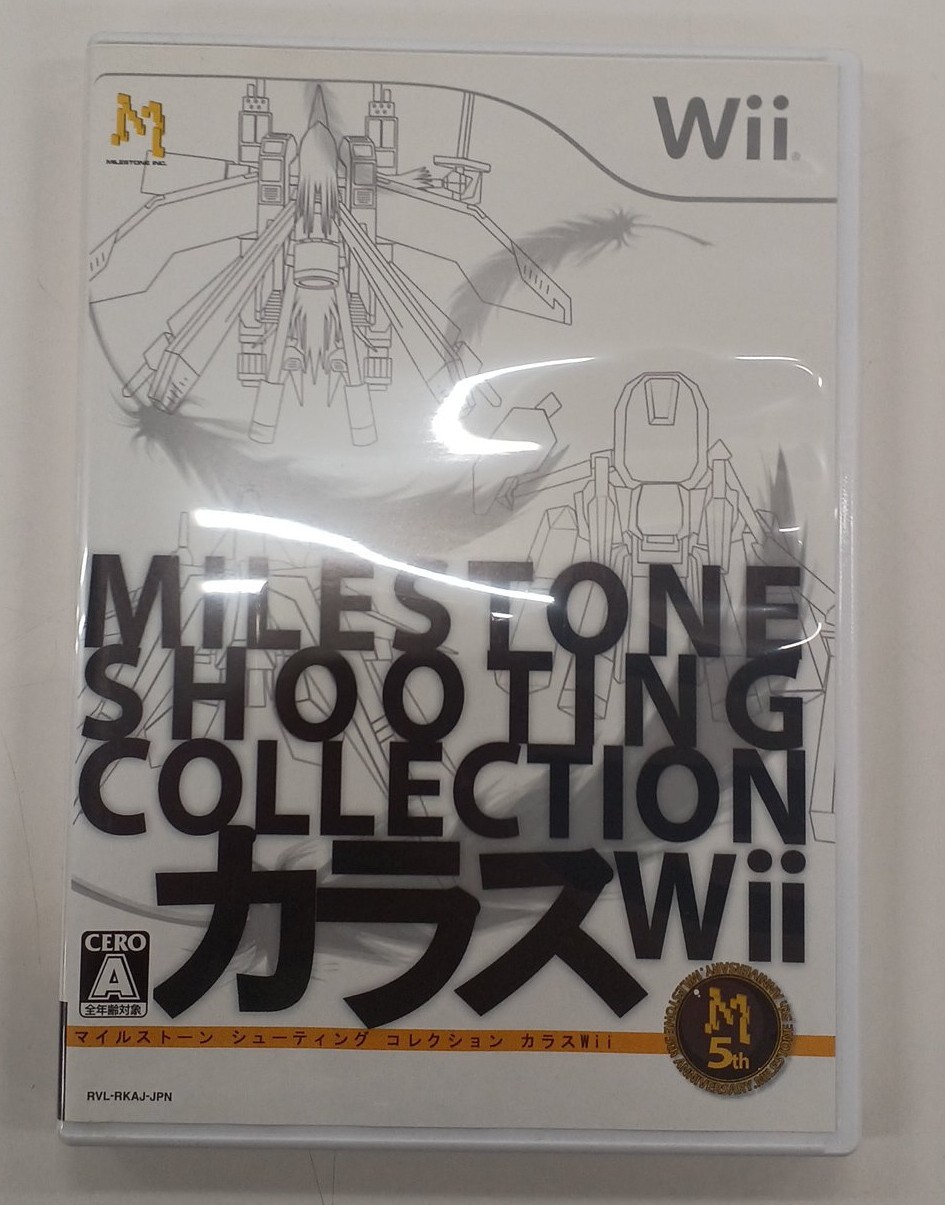 MILESTONE INC.
Wii
MILESTONE
SHOOTING
COLLECTION
カラスWii
CERO
A
全年齢対象
マイルストーン シューティング コレクション カラスWii
M
5th
RVL-RKAJ-JPN